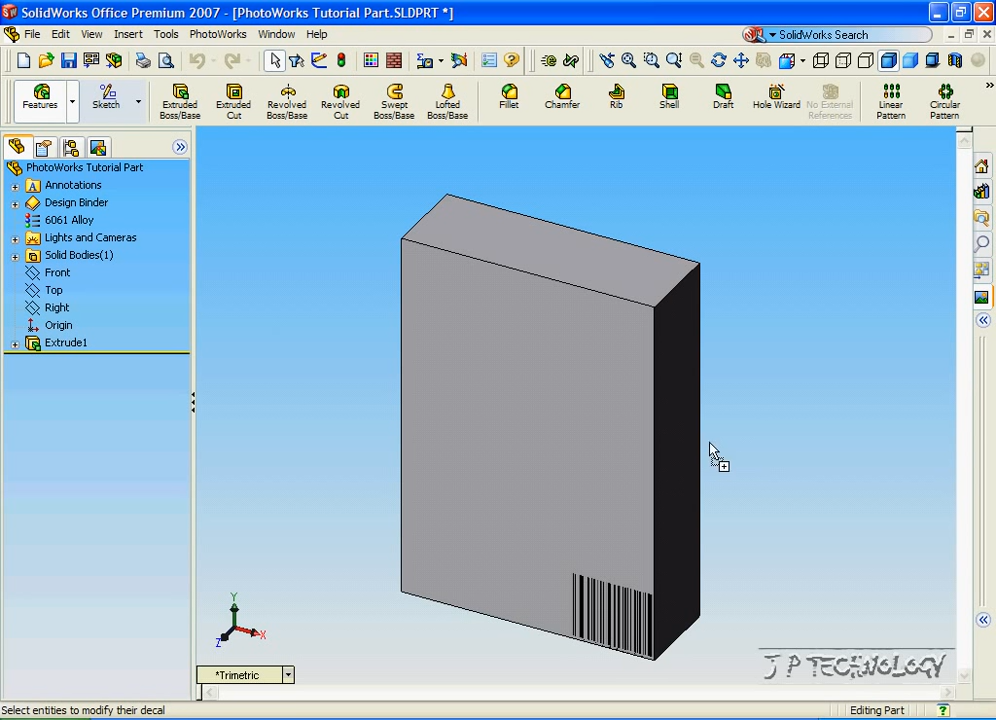 SolidWorks Office Premium 2007 - [PhotoWorks Tutorial Part.SLDPRT *]
File Edit View Insert Tools PhotoWorks Window Help
SolidWorks Search
Features
Sketch
Extruded Boss/Base
Extruded Cut
Revolved Boss/Base
Revolved Cut
Swept Boss/Base
Lofted Boss/Base
Fillet
Chamfer
Rib
Shell
Draft
Hole Wizard
No External References
Linear Pattern
Circular Pattern
PhotoWorks Tutorial Part
Annotations
Design Binder
6061 Alloy
Lights and Cameras
Solid Bodies(1)
Front
Top
Right
Origin
Extrude1
Y
X
Z
*Trimetric
J P TECHNOLOGY
Select entities to modify their decal
Editing Part